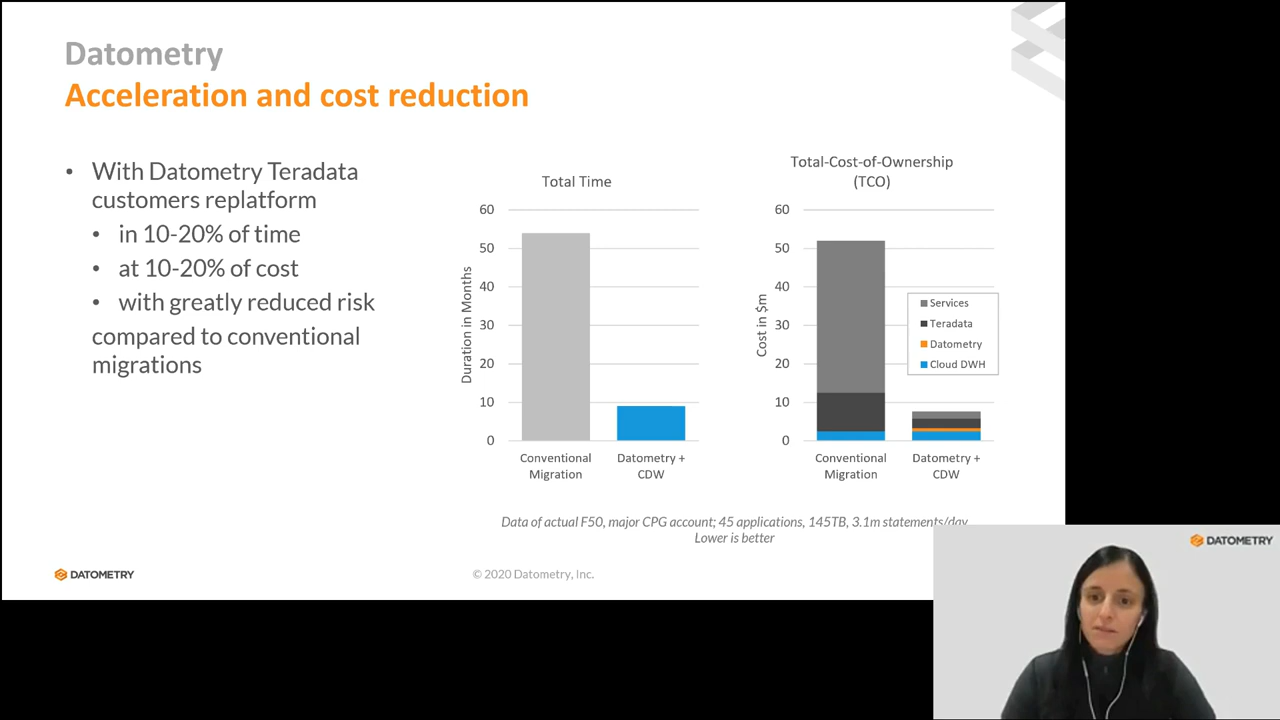 Datometry
Acceleration and cost reduction
• With Datometry Teradata
customers replatform
• in 10-20% of time
• at 10-20% of cost
• with greatly reduced risk
compared to conventional
migrations
Total Time
60
50
40
30
20
10
0
Duration in Months
Conventional
Migration
Datometry +
CDW
Total-Cost-of-Ownership
(TCO)
60
50
40
30
20
10
0
Cost in $m
Services
Teradata
Datometry
Cloud DWH
Conventional
Migration
Datometry +
CDW
Data of actual F50, major CPG account; 45 applications, 145TB, 3.1m statements/day
Lower is better
DATOMETRY
© 2020 Datometry, Inc.
DATOMETRY